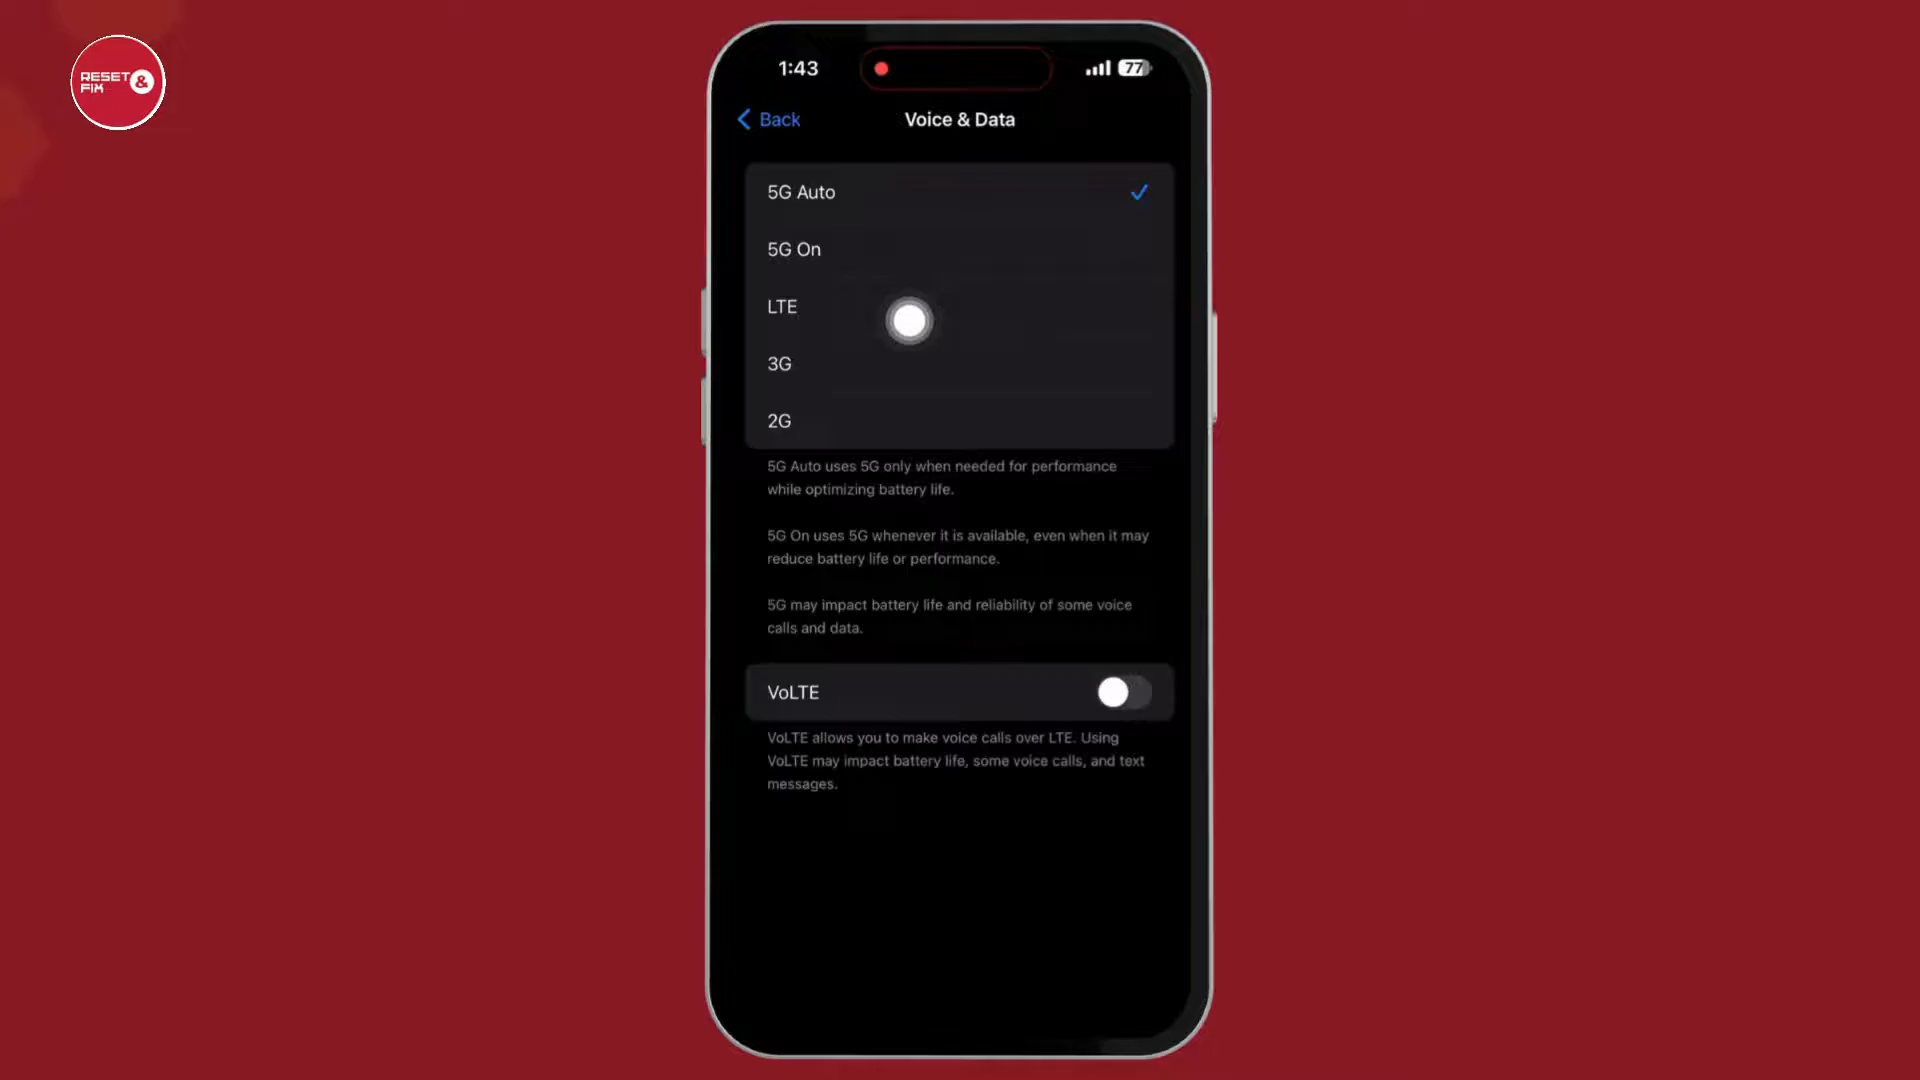 RESET &
FIX
1:43
77
Back
Voice & Data
5G Auto
5G On
LTE
3G
2G
5G Auto uses 5G only when needed for performance
while optimizing battery life.
5G On uses 5G whenever it is available, even when it may
reduce battery life or performance.
5G may impact battery life and reliability of some voice
calls and data.
VoLTE
VoLTE allows you to make voice calls over LTE. Using
VoLTE may impact battery life, some voice calls, and text
messages.